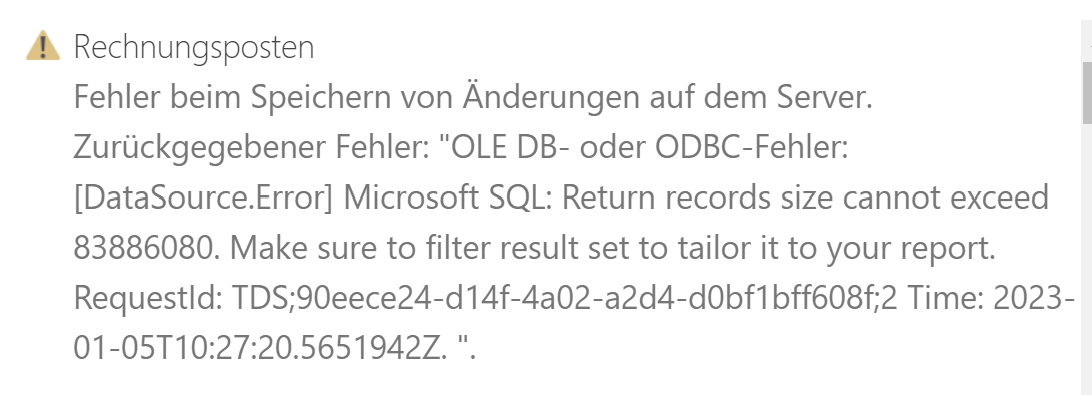 Rechnungsposten
Fehler beim Speichern von Änderungen auf dem Server.
Zurückgegebener Fehler: "OLE DB- oder ODBC-Fehler:
[DataSource.Error] Microsoft SQL: Return records size cannot exceed
83886080. Make sure to filter result set to tailor it to your report.
RequestId: TDS;90eece24-d14f-4a02-a2d4-d0bf1bff608f;2 Time: 2023-
01-05T10:27:20.5651942Z. ".